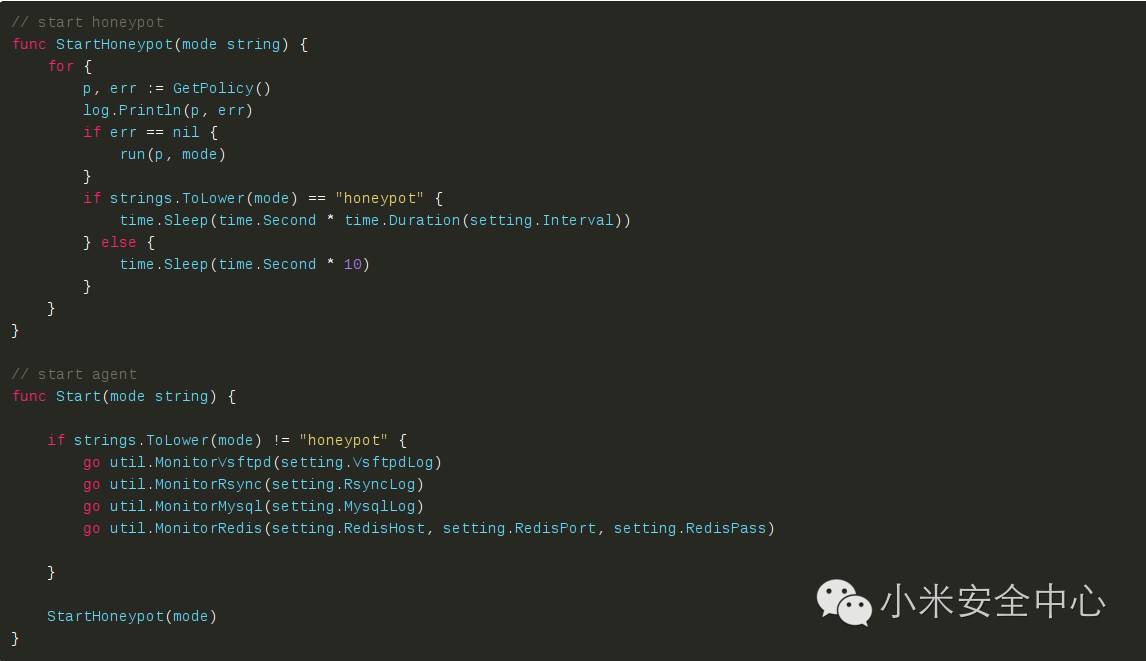 // start honeypot
func StartHoneypot(mode string) {
    for {
        p, err := GetPolicy()
        log.Println(p, err)
        if err == nil {
            run(p, mode)
        }
        if strings.ToLower(mode) == "honeypot" {
            time.Sleep(time.Second * time.Duration(setting.Interval))
        } else {
            time.Sleep(time.Second * 10)
        }
    }
}

// start agent
func Start(mode string) {

    if strings.ToLower(mode) != "honeypot" {
        go util.MonitorVsftpd(setting.VsftpdLog)
        go util.MonitorRsync(setting.RsyncLog)
        go util.MonitorMysql(setting.MysqlLog)
        go util.MonitorRedis(setting.RedisHost, setting.RedisPort, setting.RedisPass)

    }

    StartHoneypot(mode)
}
小米安全中心